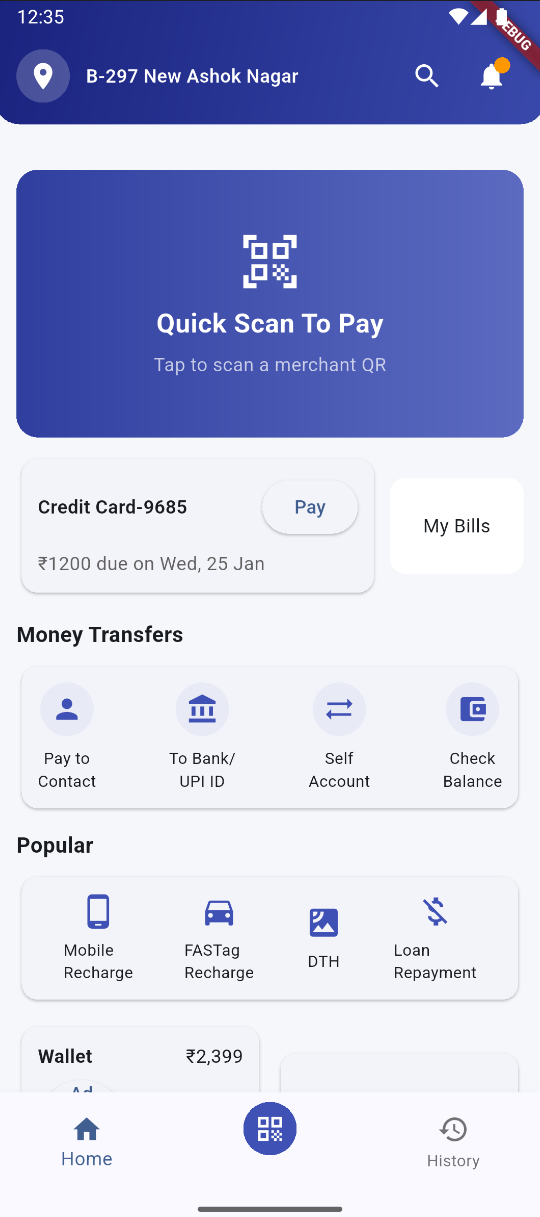 12:35
DEBUG
B-297 New Ashok Nagar
Quick Scan To Pay
Tap to scan a merchant QR
Credit Card-9685
Pay
My Bills
₹1200 due on Wed, 25 Jan
Money Transfers
Pay to
Contact
To Bank/
UPI ID
Self
Account
Check
Balance
Popular
Mobile
Recharge
FASTag
Recharge
DTH
Loan
Repayment
Wallet
₹2,399
Ad
Home
History